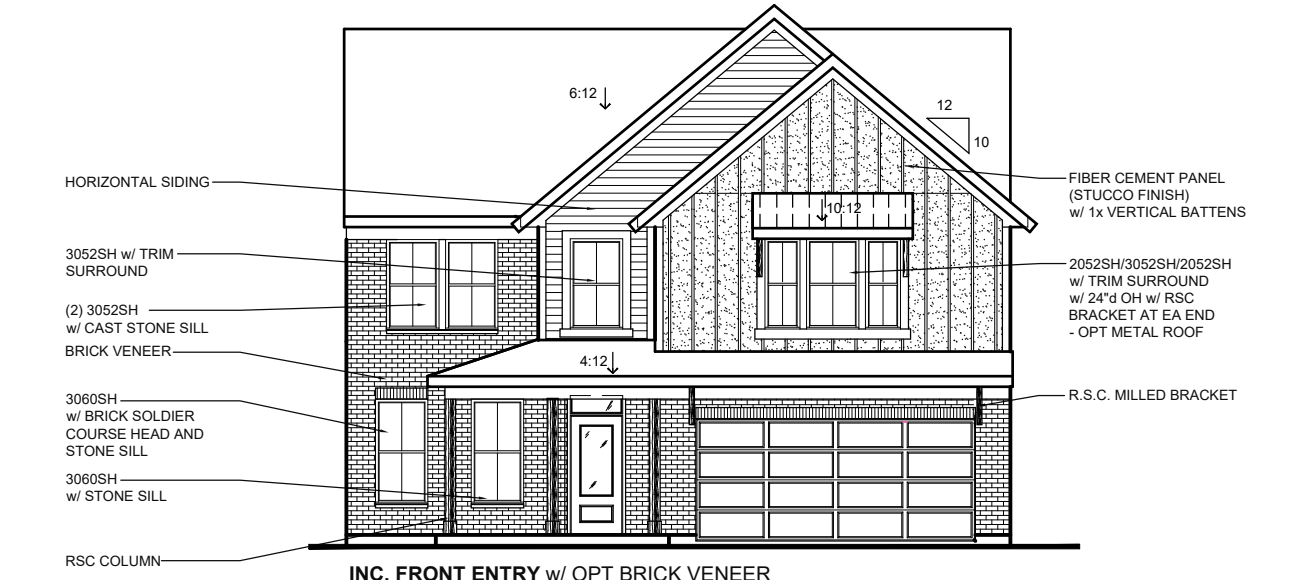 6:12
12
10
HORIZONTAL SIDING
FIBER CEMENT PANEL
(STUCCO FINISH)
w/ 1x VERTICAL BATTENS
10:12
3052SH w/ TRIM
SURROUND
2052SH/3052SH/2052SH
w/ TRIM SURROUND
w/ 24"d OH w/ RSC
BRACKET AT EA END
- OPT METAL ROOF
(2) 3052SH
w/ CAST STONE SILL
BRICK VENEER
4:12
3060SH
w/ BRICK SOLDIER
COURSE HEAD AND
STONE SILL
R.S.C. MILLED BRACKET
3060SH
w/ STONE SILL
RSC COLUMN
INC. FRONT ENTRY w/ OPT BRICK VENEER